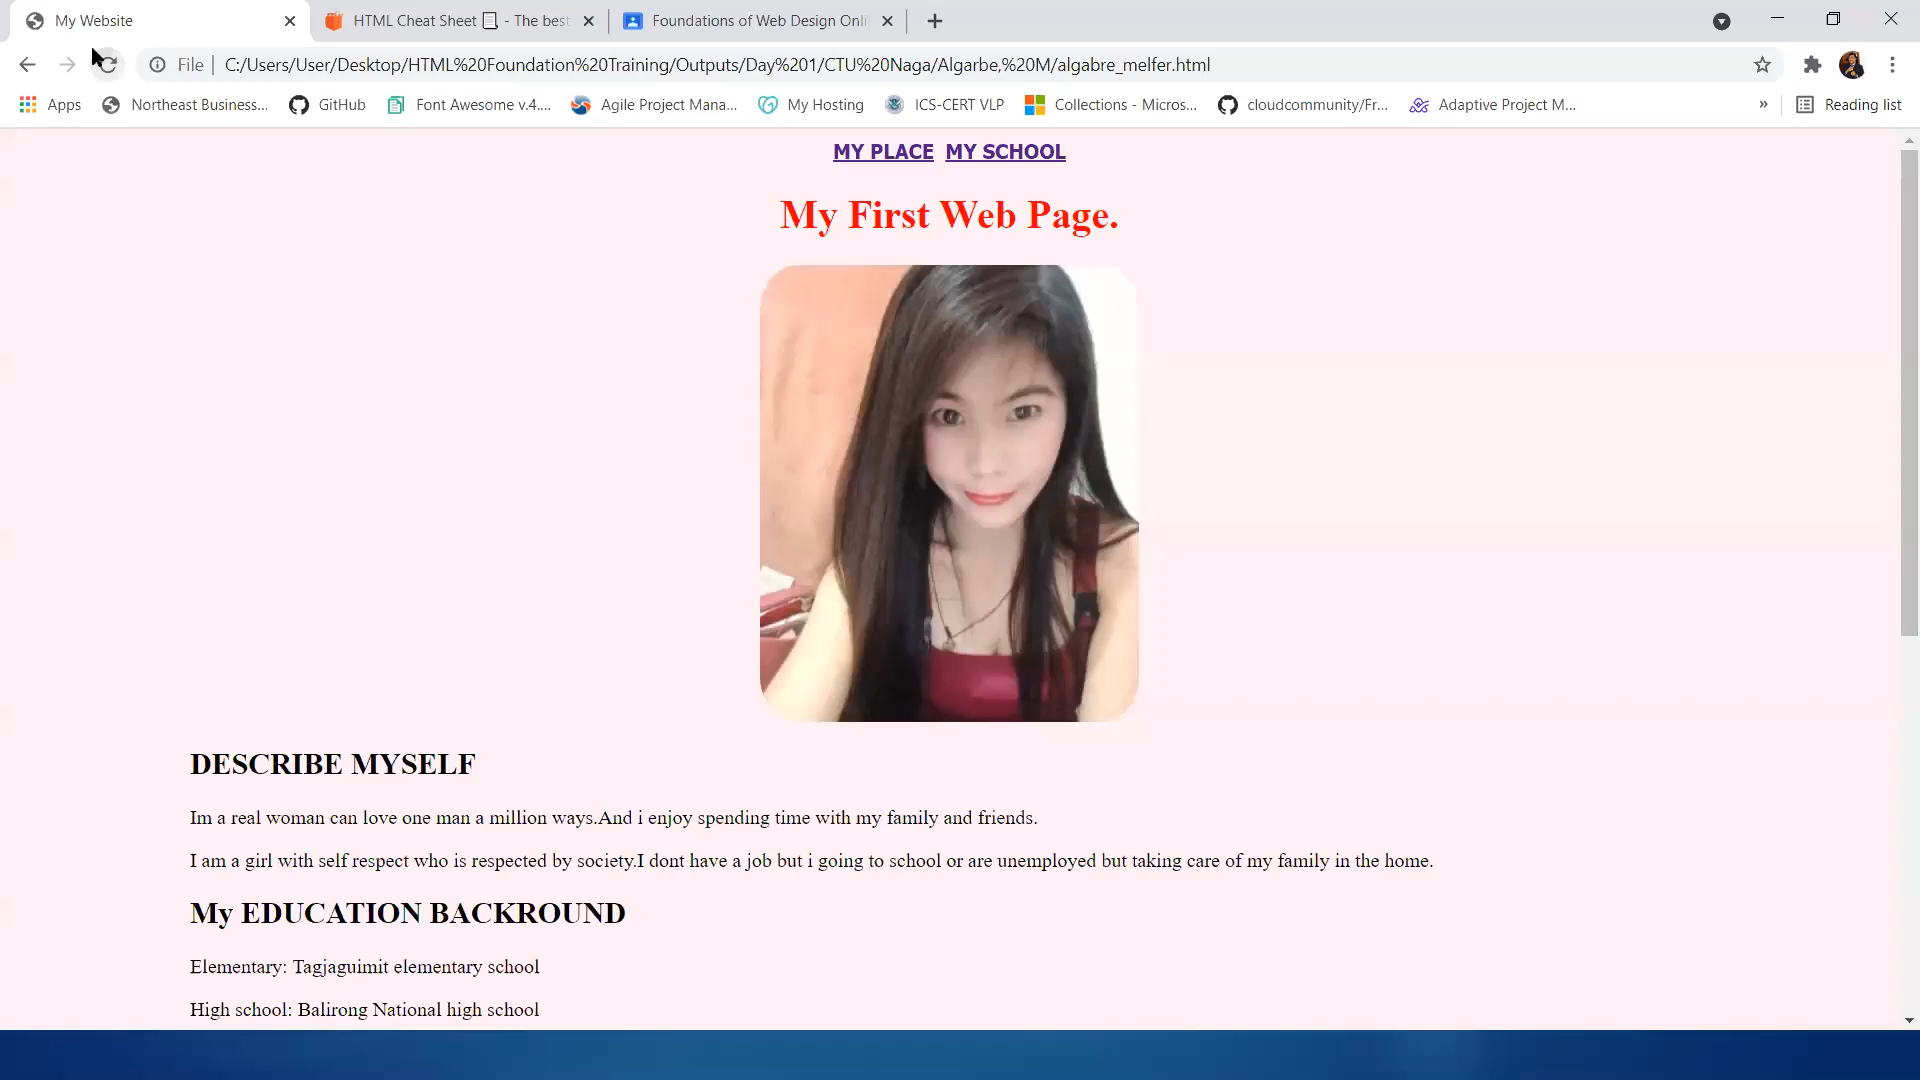 My Website
HTML Cheat Sheet - The best
Foundations of Web Design Onli
File
C:/Users/User/Desktop/HTML%20Foundation%20Training/Outputs/Day%201/CTU%20Naga/Algarbe,%20M/algabre_melfer.html
Apps
Northeast Business...
GitHub
Font Awesome v.4....
Agile Project Mana...
My Hosting
ICS-CERT VLP
Collections - Micros...
cloudcommunity/Fr...
Adaptive Project M...
»
Reading list
MY PLACE MY SCHOOL
My First Web Page.
DESCRIBE MYSELF
Im a real woman can love one man a million ways.And i enjoy spending time with my family and friends.
I am a girl with self respect who is respected by society.I dont have a job but i going to school or are unemployed but taking care of my family in the home.
My EDUCATION BACKROUND
Elementary: Tagjaguimit elementary school
High school: Balirong National high school